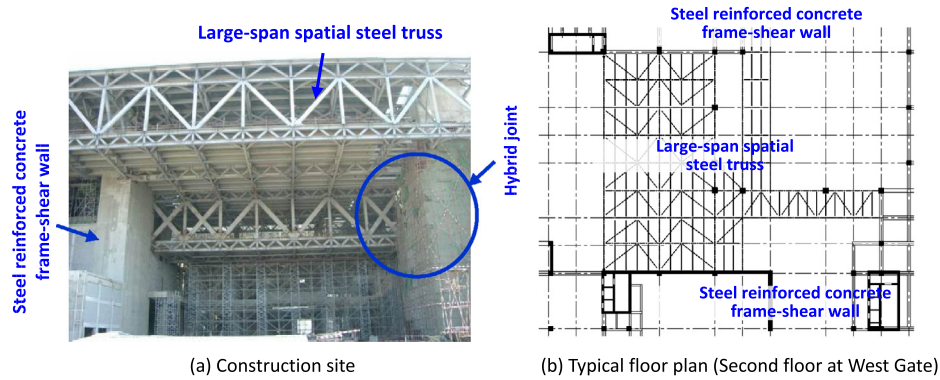 Large-span spatial steel truss
Steel reinforced concrete
frame-shear wall
Hybrid joint
(a) Construction site
Steel reinforced concrete
frame-shear wall
Large-span spatial
steel truss
Steel reinforced concrete
frame-shear wall
(b) Typical floor plan (Second floor at West Gate)